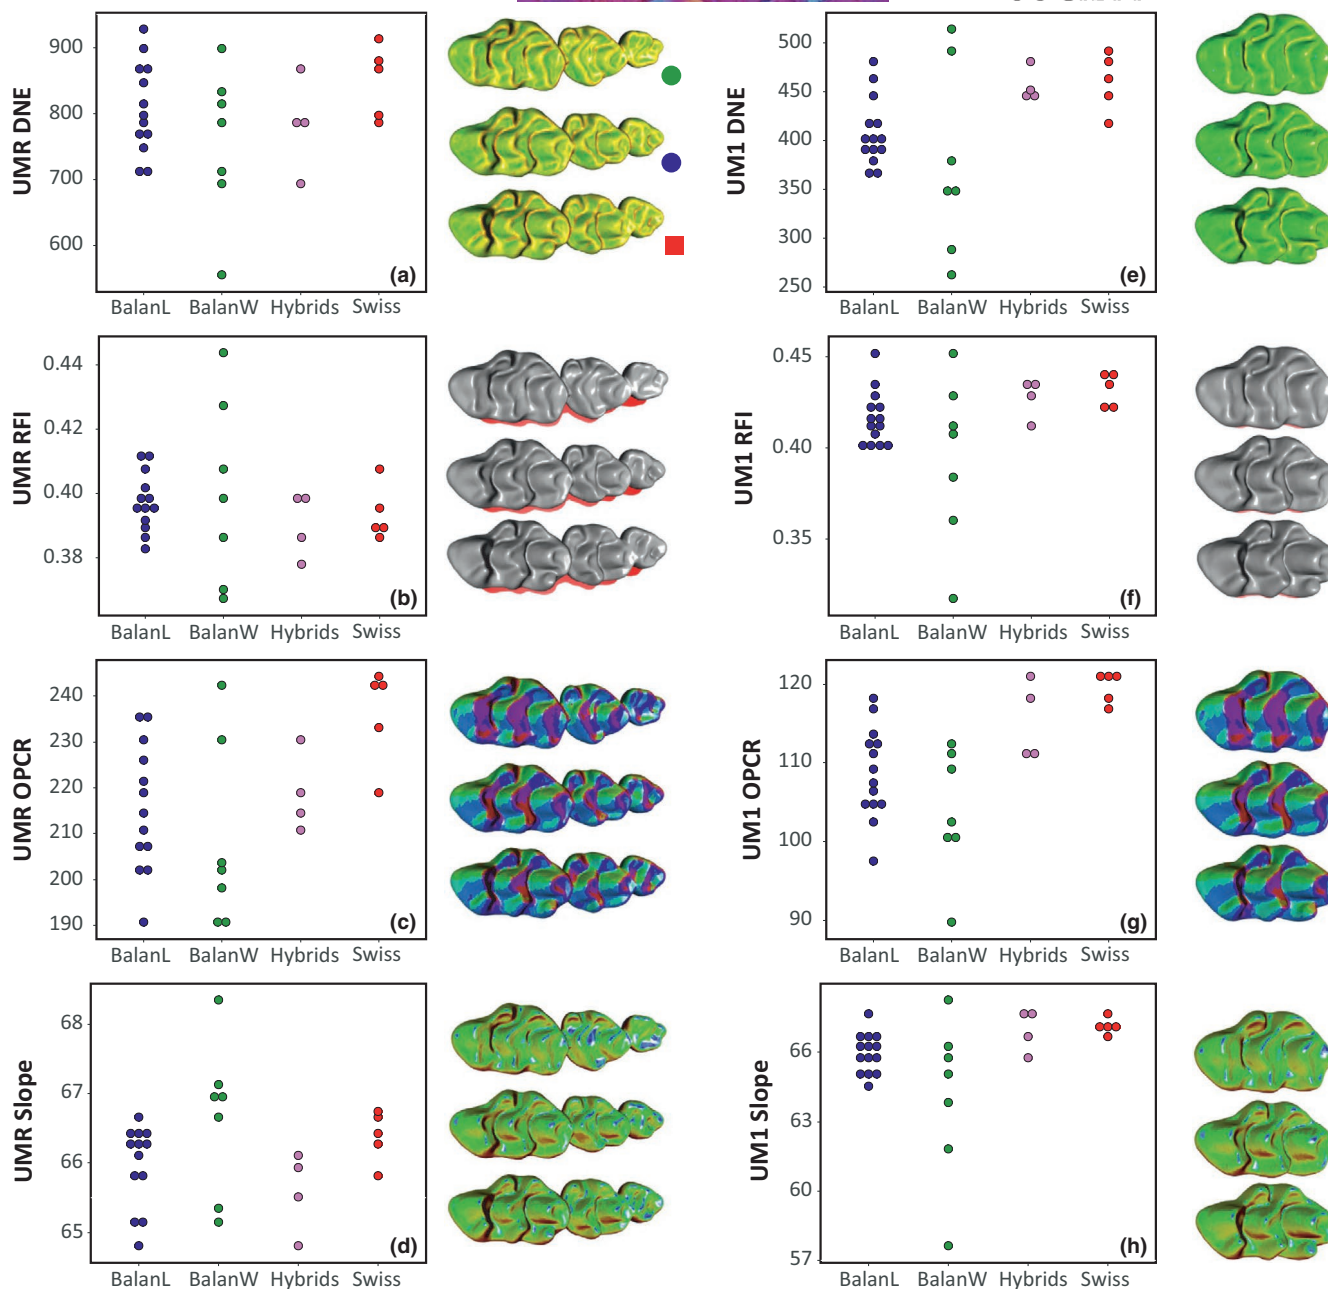 900
800
700
600
UMR DNE
(a)
BalanL BalanW Hybrids Swiss
500
450
400
350
300
250
UM1 DNE
(e)
BalanL BalanW Hybrids Swiss
0.44
0.42
0.40
0.38
UMR RFI
(b)
BalanL BalanW Hybrids Swiss
0.45
0.40
0.35
UM1 RFI
(f)
BalanL BalanW Hybrids Swiss
240
230
220
210
200
190
UMR OPCR
(c)
BalanL BalanW Hybrids Swiss
120
110
100
90
UM1 OPCR
(g)
BalanL BalanW Hybrids Swiss
68
67
66
65
UMR Slope
(d)
BalanL BalanW Hybrids Swiss
66
63
60
57
UM1 Slope
(h)
BalanL BalanW Hybrids Swiss